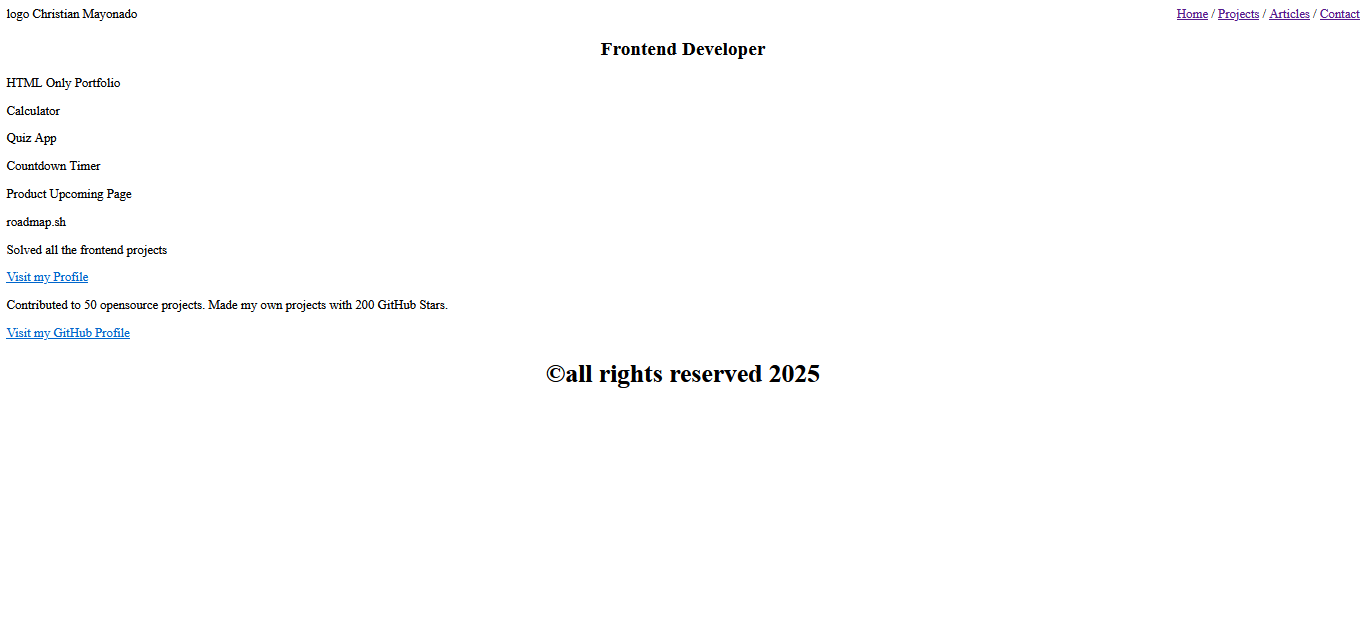 logo Christian Mayonado
Home / Projects / Articles / Contact
Frontend Developer
HTML Only Portfolio
Calculator
Quiz App
Countdown Timer
Product Upcoming Page
roadmap.sh
Solved all the frontend projects
Visit my Profile
Contributed to 50 opensource projects. Made my own projects with 200 GitHub Stars.
Visit my GitHub Profile
©all rights reserved 2025